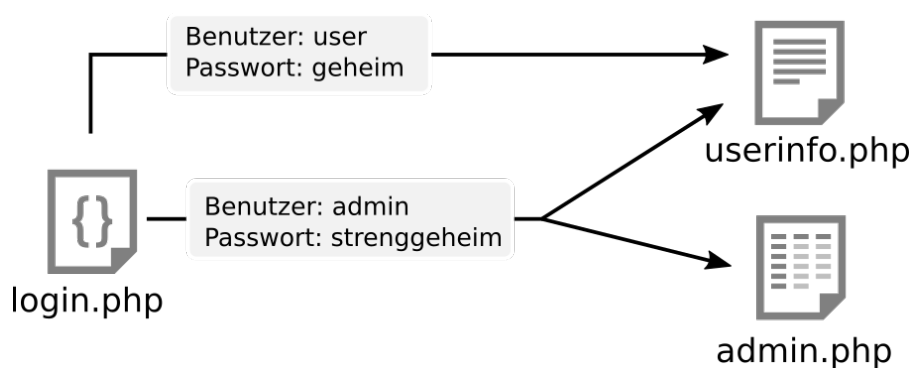 Benutzer: user
Passwort: geheim
userinfo.php
{}
Benutzer: admin
Passwort: strenggeheim
login.php
admin.php